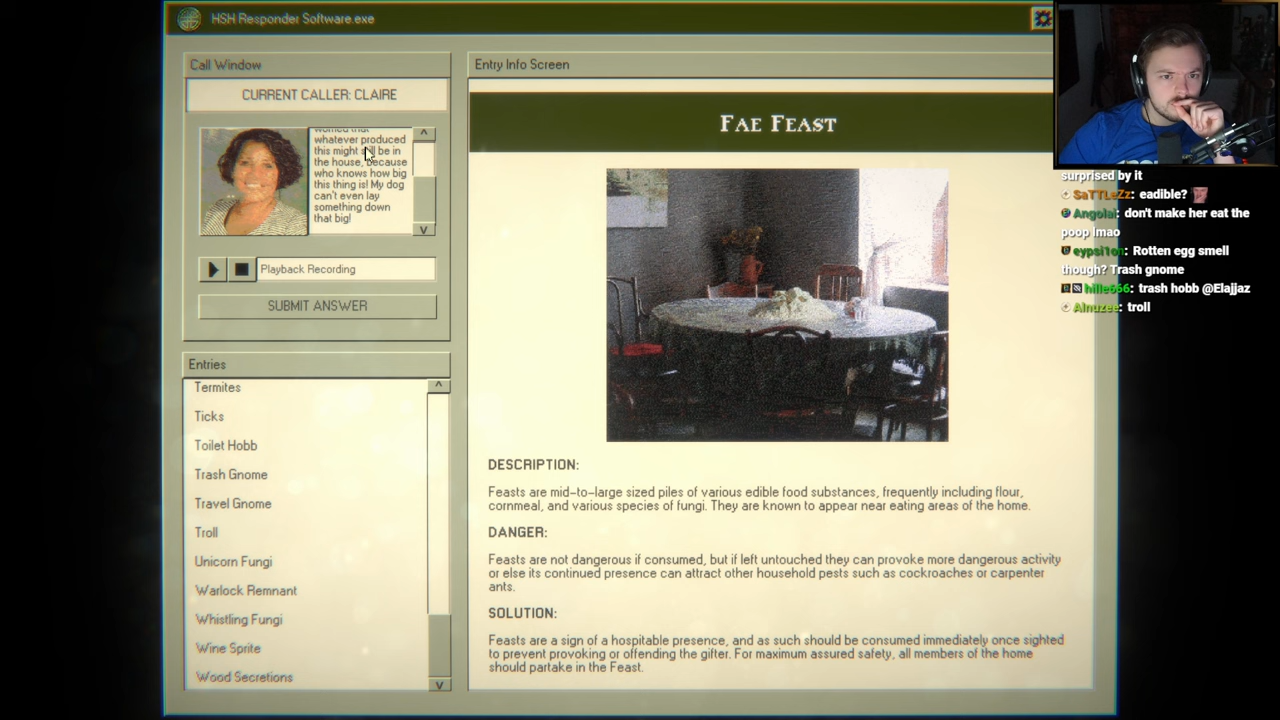 HSH Responder Software.exe
Call Window
CURRENT CALLER: CLAIRE
whatever produced
this might still be in
the house, because
who knows how big
this thing is! My dog
can't even lay
something down
that big!
Playback Recording
SUBMIT ANSWER
Entries
Termites
Ticks
Toilet Hobb
Trash Gnome
Travel Gnome
Troll
Unicorn Fungi
Warlock Remnant
Whistling Fungi
Wine Sprite
Wood Secretions
Entry Info Screen
FAE FEAST
DESCRIPTION:
Feasts are mid-to-large sized piles of various edible food substances, frequently including flour,
cornmeal, and various species of fungi. They are known to appear near eating areas of the home.
DANGER:
Feasts are not dangerous if consumed, but if left untouched they can provoke more dangerous activity
or else its continued presence can attract other household pests such as cockroaches or carpenter
ants.
SOLUTION:
Feasts are a sign of a hospitable presence, and as such should be consumed immediately once sighted
to prevent provoking or offending the gifter. For maximum assured safety, all members of the home
should partake in the Feast.
surprised by it
SaTTLeZz: eadible?
Angolai: don't make her eat the
poop lmao
eypsi1on: Rotten egg smell
though? Trash gnome
hille666: trash hobb @Elajjaz
Alnuzee: troll